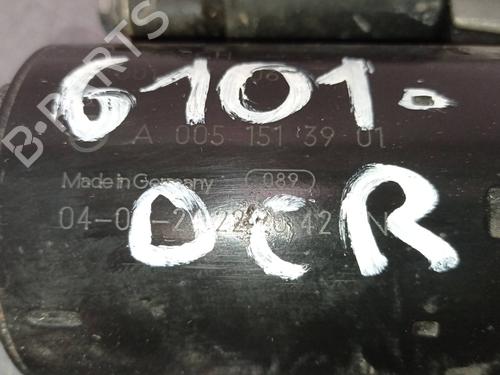 6101.
A 005 151 39 01
Made in Germany 089
DCR
B-PARTS